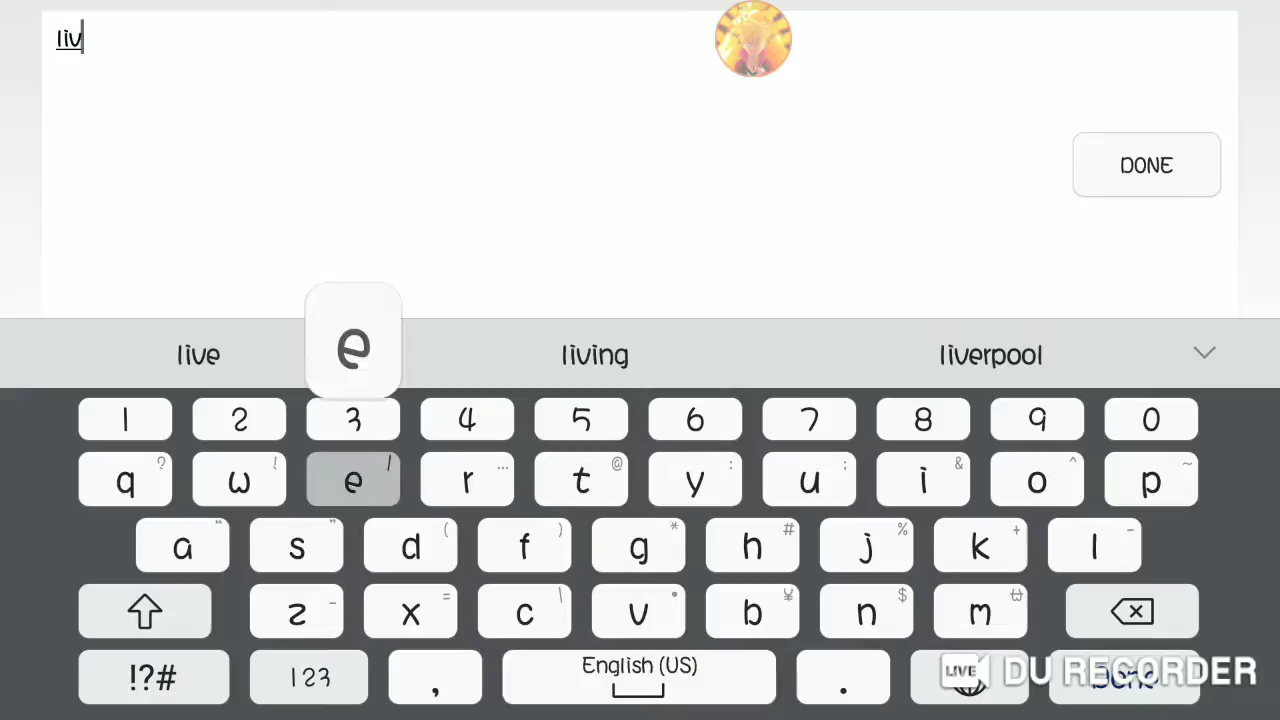 liv
DONE
e
live living liverpool
1 2 3 4 5 6 7 8 9 0
q ? w ! e / r ... t @ y : u ; i & o ^ p ~
a " s " d ( f ) g * h # j % k + l -
z - x = c \ v • b ¥ n $ m ₩
!?# 123 , English (US) . Done
LIVE DU RECORDER